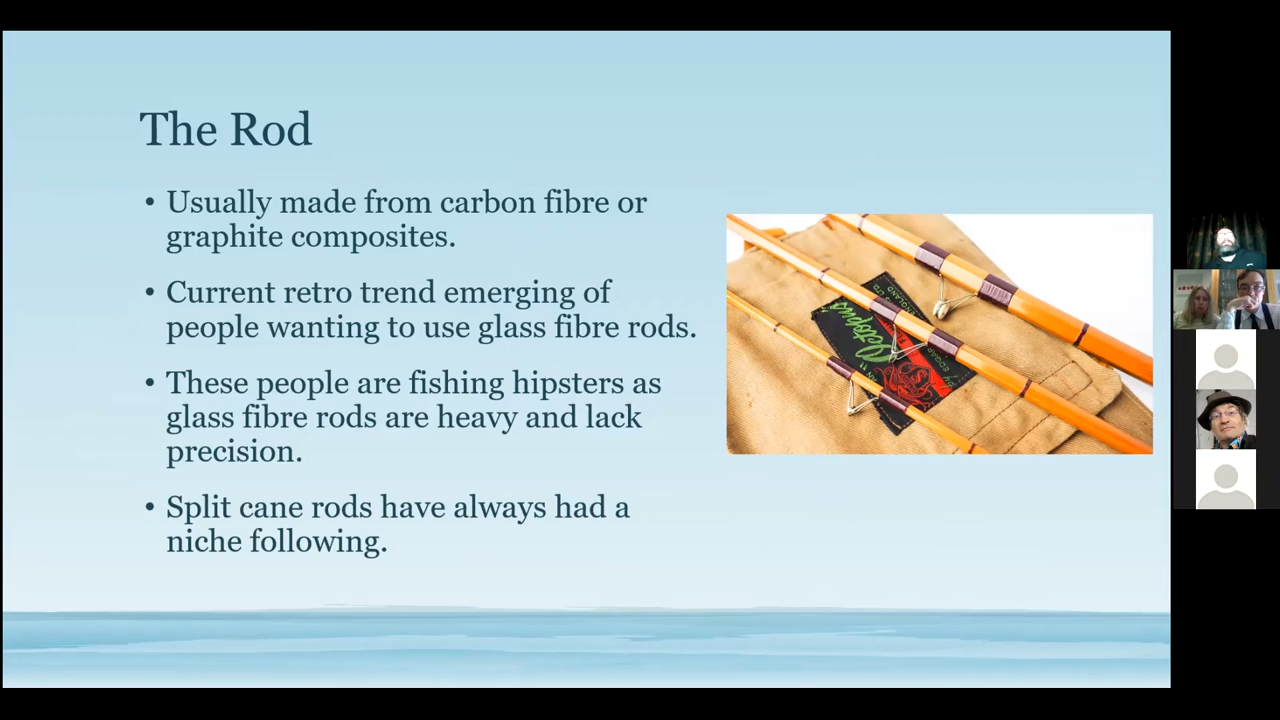 The Rod
• Usually made from carbon fibre or
graphite composites.
• Current retro trend emerging of
people wanting to use glass fibre rods.
• These people are fishing hipsters as
glass fibre rods are heavy and lack
precision.
• Split cane rods have always had a
niche following.
Octopus